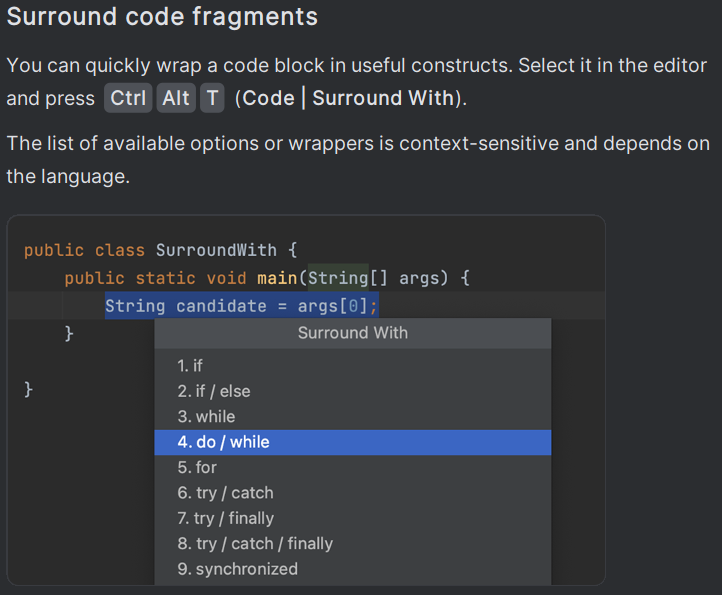 Surround code fragments
You can quickly wrap a code block in useful constructs. Select it in the editor
and press Ctrl Alt T (Code | Surround With).
The list of available options or wrappers is context-sensitive and depends on
the language.
public class SurroundWith {
public static void main(String[] args) {
String candidate = args[0];
}
Surround With
1. if
2. if / else
}
3. while
4. do / while
5. for
6. try / catch
7. try / finally
8. try / catch / finally
9. synchronized